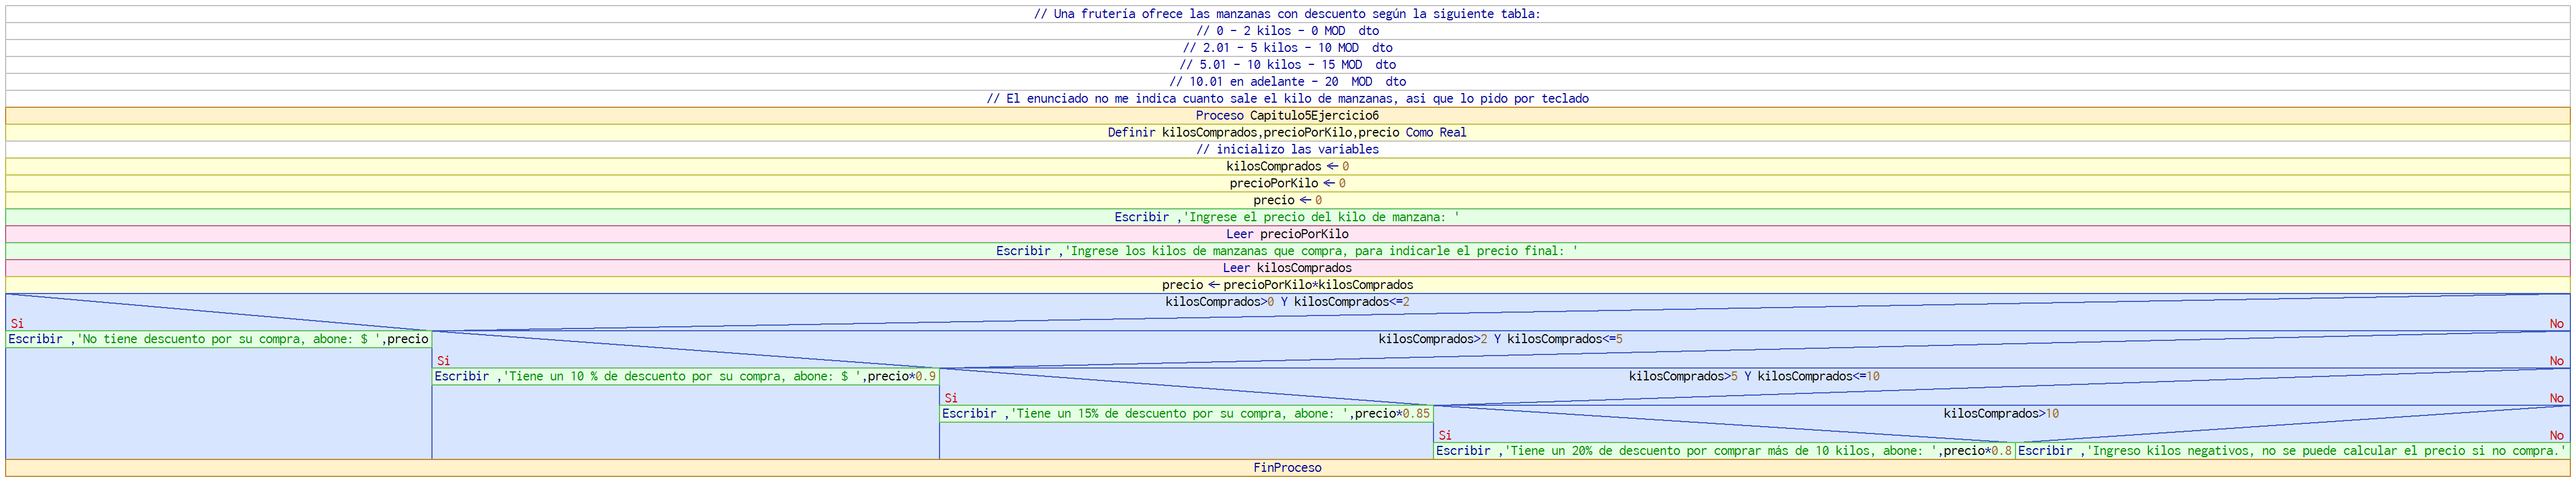 // Una frutería ofrece las manzanas con descuento según la siguiente tabla:
// 0 - 2 kilos - 0 MOD  dto
// 2.01 - 5 kilos - 10 MOD  dto
// 5.01 - 10 kilos - 15 MOD  dto
// 10.01 en adelante - 20  MOD  dto
// El enunciado no me indica cuanto sale el kilo de manzanas, asi que lo pido por teclado
Proceso Capitulo5Ejercicio6
Definir kilosComprados,precioPorKilo,precio Como Real
// inicializo las variables
kilosComprados ← 0
precioPorKilo ← 0
precio ← 0
Escribir ,'Ingrese el precio del kilo de manzana: '
Leer precioPorKilo
Escribir ,'Ingrese los kilos de manzanas que compra, para indicarle el precio final: '
Leer kilosComprados
precio ← precioPorKilo*kilosComprados
kilosComprados>0 Y kilosComprados<=2
Si
No
Escribir ,'No tiene descuento por su compra, abone: $ ',precio
kilosComprados>2 Y kilosComprados<=5
Si
No
Escribir ,'Tiene un 10 % de descuento por su compra, abone: $ ',precio*0.9
kilosComprados>5 Y kilosComprados<=10
Si
No
Escribir ,'Tiene un 15% de descuento por su compra, abone: ',precio*0.85
kilosComprados>10
Si
No
Escribir ,'Tiene un 20% de descuento por comprar más de 10 kilos, abone: ',precio*0.8
Escribir ,'Ingreso kilos negativos, no se puede calcular el precio si no compra.'
FinProceso